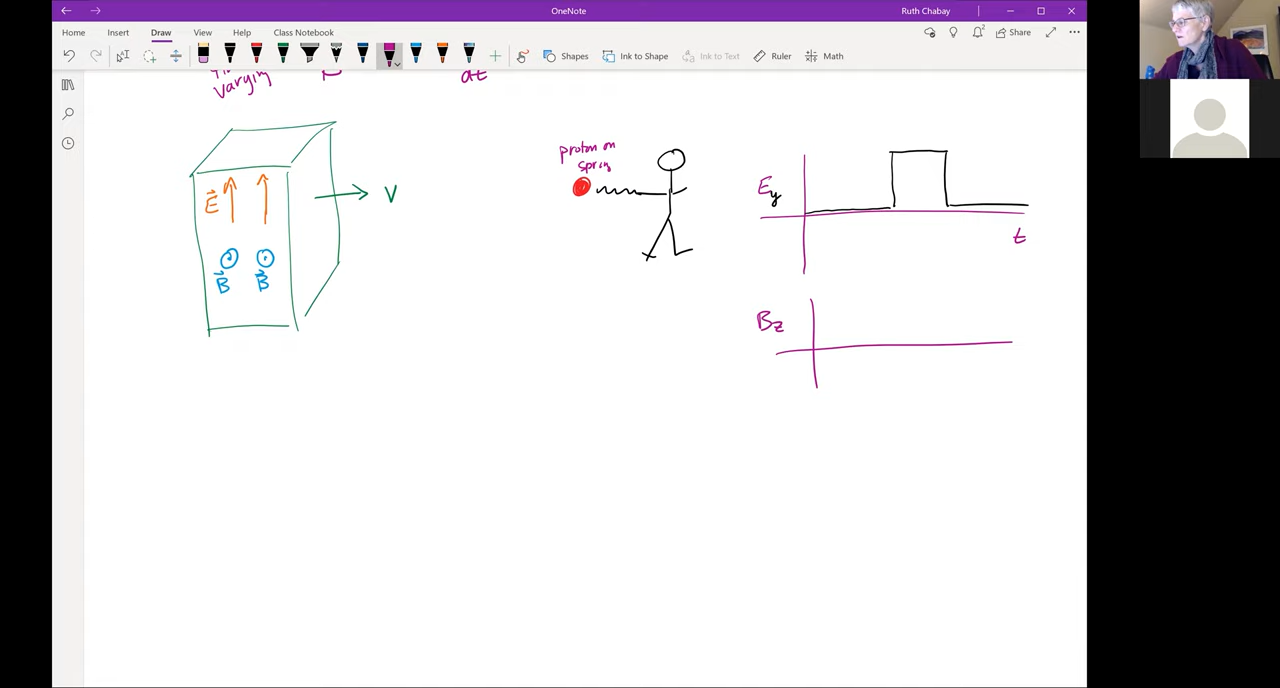 OneNote
Ruth Chabay
Home Insert Draw View Help Class Notebook
Share
Shapes Ink to Shape Ink to Text Ruler Math
varying
dt
proton on
spring
E
B B
V
Ey
t
Bz